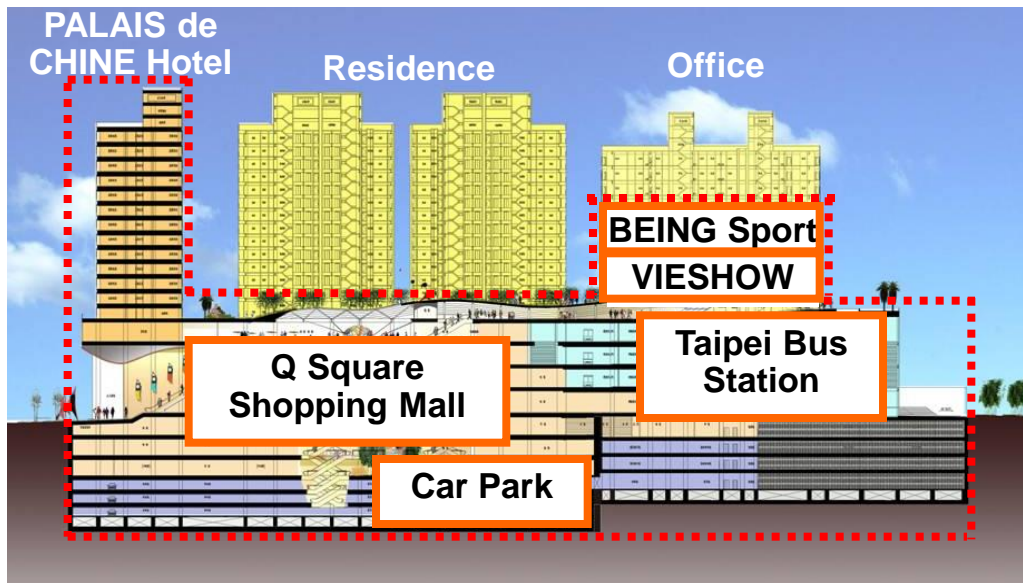 PALAIS de
CHINE Hotel
Residence
Office
BEING Sport
VIESHOW
Q Square
Shopping Mall
Taipei Bus
Station
Car Park